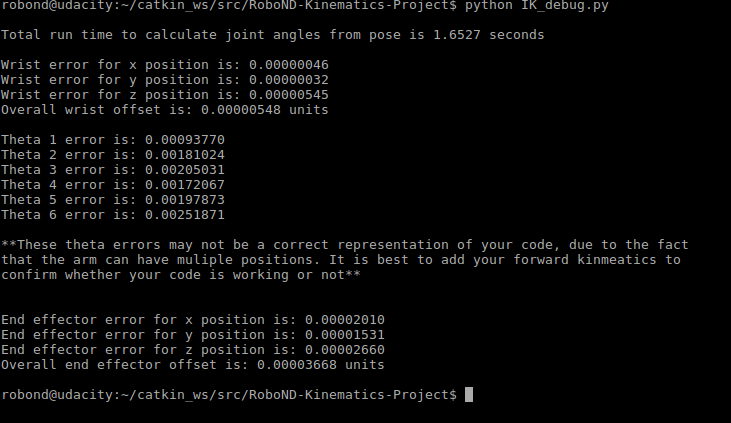 robond@udacity:~/catkin_ws/src/RoboND-Kinematics-Project$ python IK_debug.py
Total run time to calculate joint angles from pose is 1.6527 seconds
Wrist error for x position is: 0.00000046
Wrist error for y position is: 0.00000032
Wrist error for z position is: 0.00000545
Overall wrist offset is: 0.00000548 units
Theta 1 error is: 0.00093770
Theta 2 error is: 0.00181024
Theta 3 error is: 0.00205031
Theta 4 error is: 0.00172067
Theta 5 error is: 0.00197873
Theta 6 error is: 0.00251871
**These theta errors may not be a correct representation of your code, due to the fact
that the arm can have muliple positions. It is best to add your forward kinmeatics to
confirm whether your code is working or not**
End effector error for x position is: 0.00002010
End effector error for y position is: 0.00001531
End effector error for z position is: 0.00002660
Overall end effector offset is: 0.00003668 units
robond@udacity:~/catkin_ws/src/RoboND-Kinematics-Project$